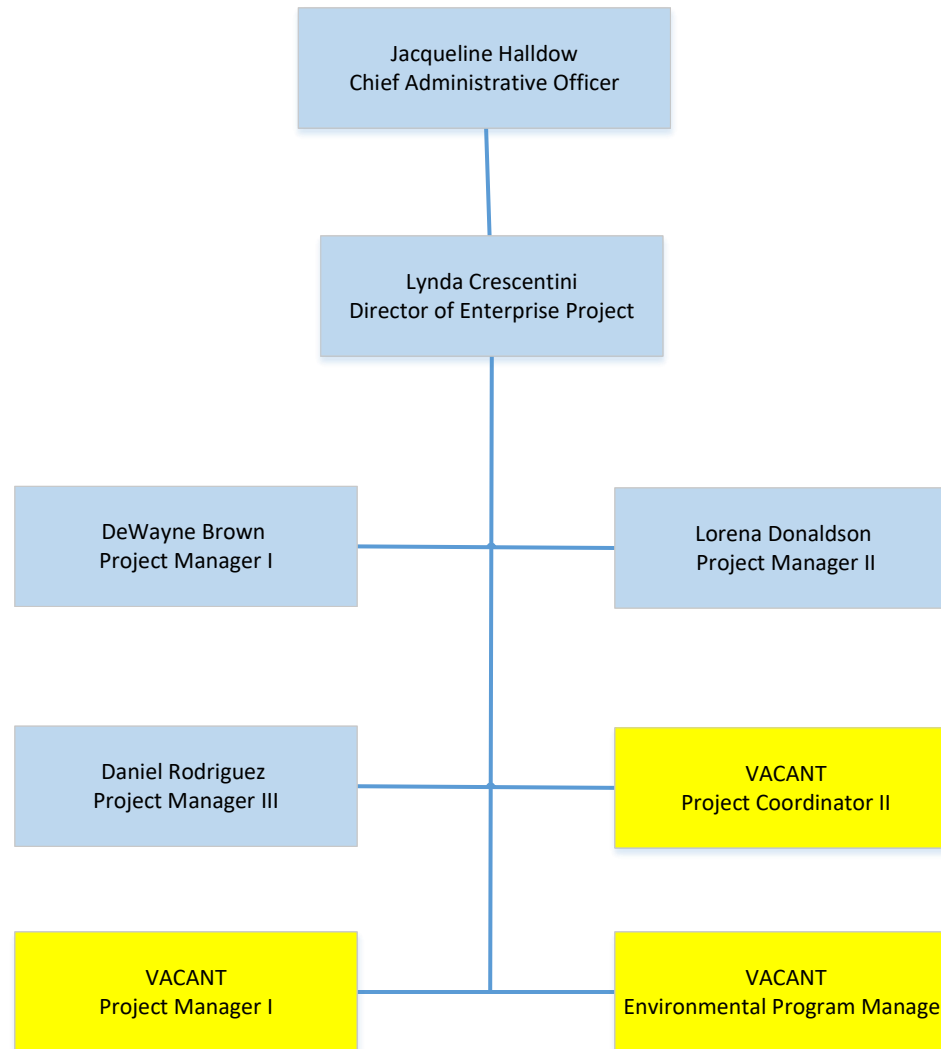 Jacqueline Halldow
Chief Administrative Officer
Lynda Crescentini
Director of Enterprise Project
DeWayne Brown
Project Manager I
Lorena Donaldson
Project Manager II
Daniel Rodriguez
Project Manager III
VACANT
Project Coordinator II
VACANT
Project Manager I
VACANT
Environmental Program Manage